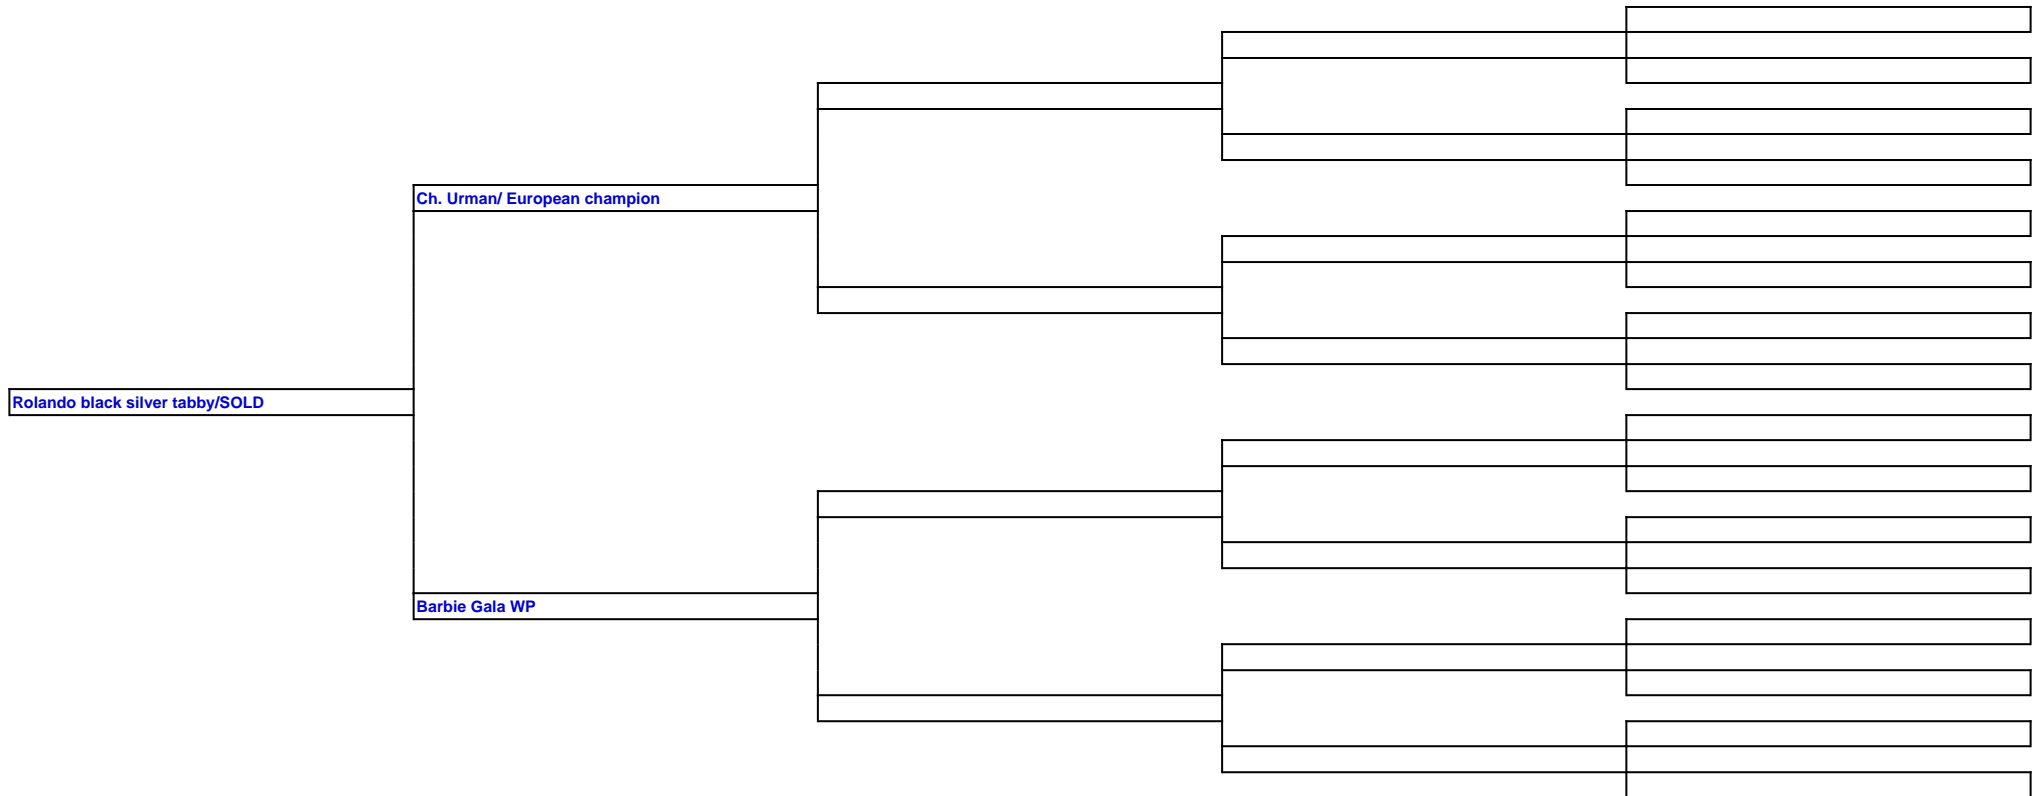 Ch. Urman/ European champion
Rolando black silver tabby/SOLD
Barbie Gala WP